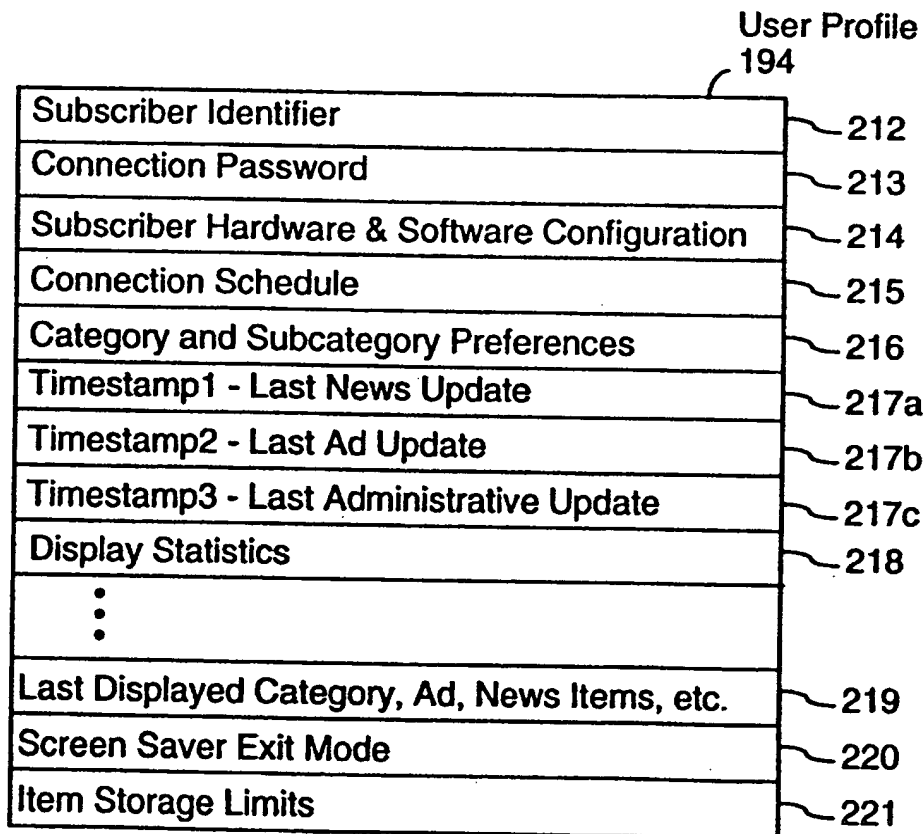 User Profile
194
Subscriber Identifier 212
Connection Password 213
Subscriber Hardware & Software Configuration 214
Connection Schedule 215
Category and Subcategory Preferences 216
Timestamp1 - Last News Update 217a
Timestamp2 - Last Ad Update 217b
Timestamp3 - Last Administrative Update 217c
Display Statistics 218
Last Displayed Category, Ad, News Items, etc. 219
Screen Saver Exit Mode 220
Item Storage Limits 221